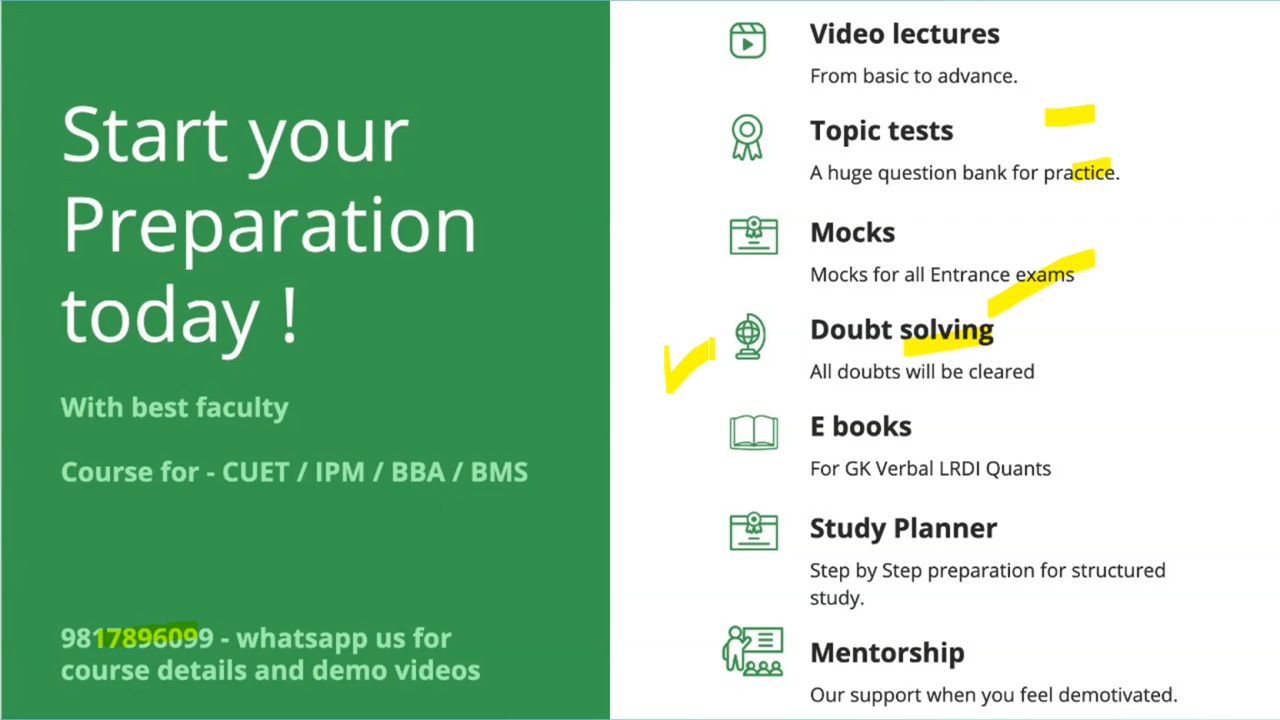 Start your
Preparation
today !
With best faculty
Course for - CUET / IPM / BBA / BMS
9817896099 - whatsapp us for
course details and demo videos
Video lectures
From basic to advance.
Topic tests
A huge question bank for practice.
Mocks
Mocks for all Entrance exams
Doubt solving
All doubts will be cleared
E books
For GK Verbal LRDI Quants
Study Planner
Step by Step preparation for structured
study.
Mentorship
Our support when you feel demotivated.